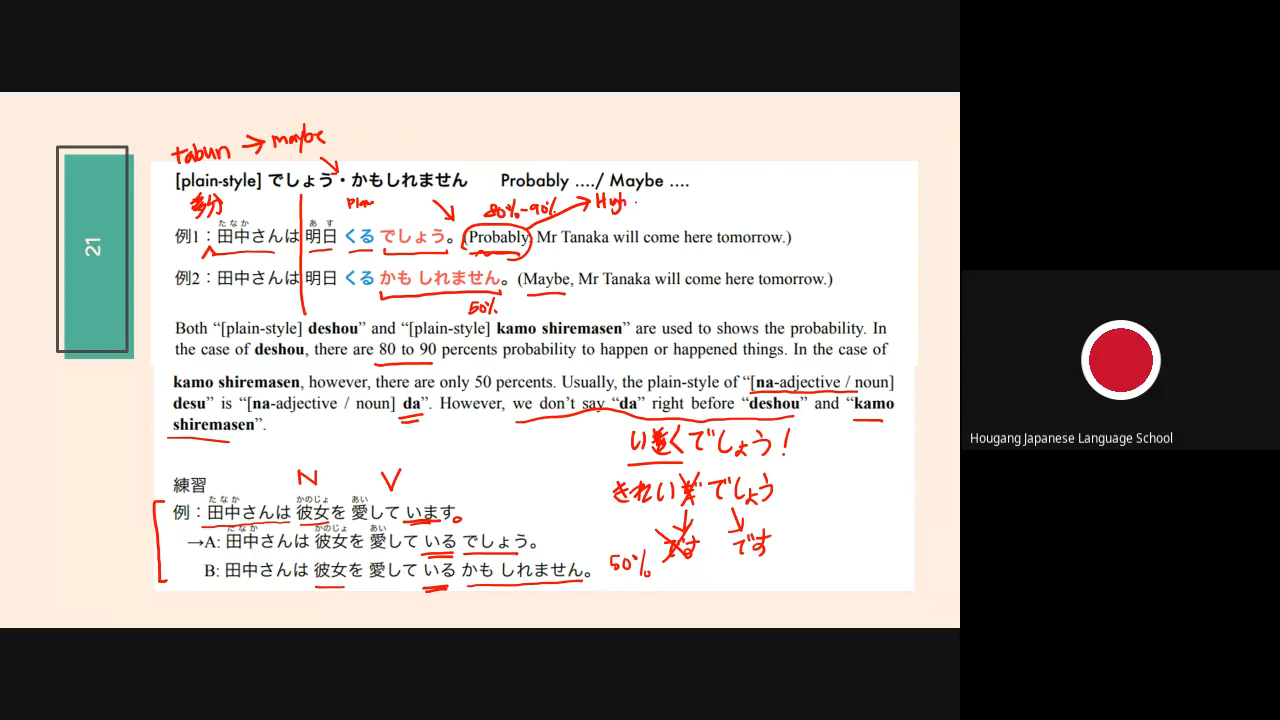 tabun → maybe
[plain-style] でしょう・かもしれません Probably ..../ Maybe ....
多分
80%-90% → High
たなか あす
例1：田中さんは 明日 くる でしょう。(Probably, Mr Tanaka will come here tomorrow.)
例2：田中さんは 明日 くる かも しれません。(Maybe, Mr Tanaka will come here tomorrow.)
50%
Both “[plain-style] deshou” and “[plain-style] kamo shiremasen” are used to shows the probability. In
the case of deshou, there are 80 to 90 percents probability to happen or happened things. In the case of
kamo shiremasen, however, there are only 50 percents. Usually, the plain-style of “[na-adjective / noun]
desu” is “[na-adjective / noun] da”. However, we don’t say “da” right before “deshou” and “kamo
shiremasen”.
でしょう！
きれい でしょう
です です
50%
練習
N V
たなか かのじょ あい
例：田中さんは 彼女を 愛して います。
たなか かのじょ あい
→A: 田中さんは 彼女を 愛して いる でしょう。
B: 田中さんは 彼女を 愛して いる かも しれません。
21
Hougang Japanese Language School